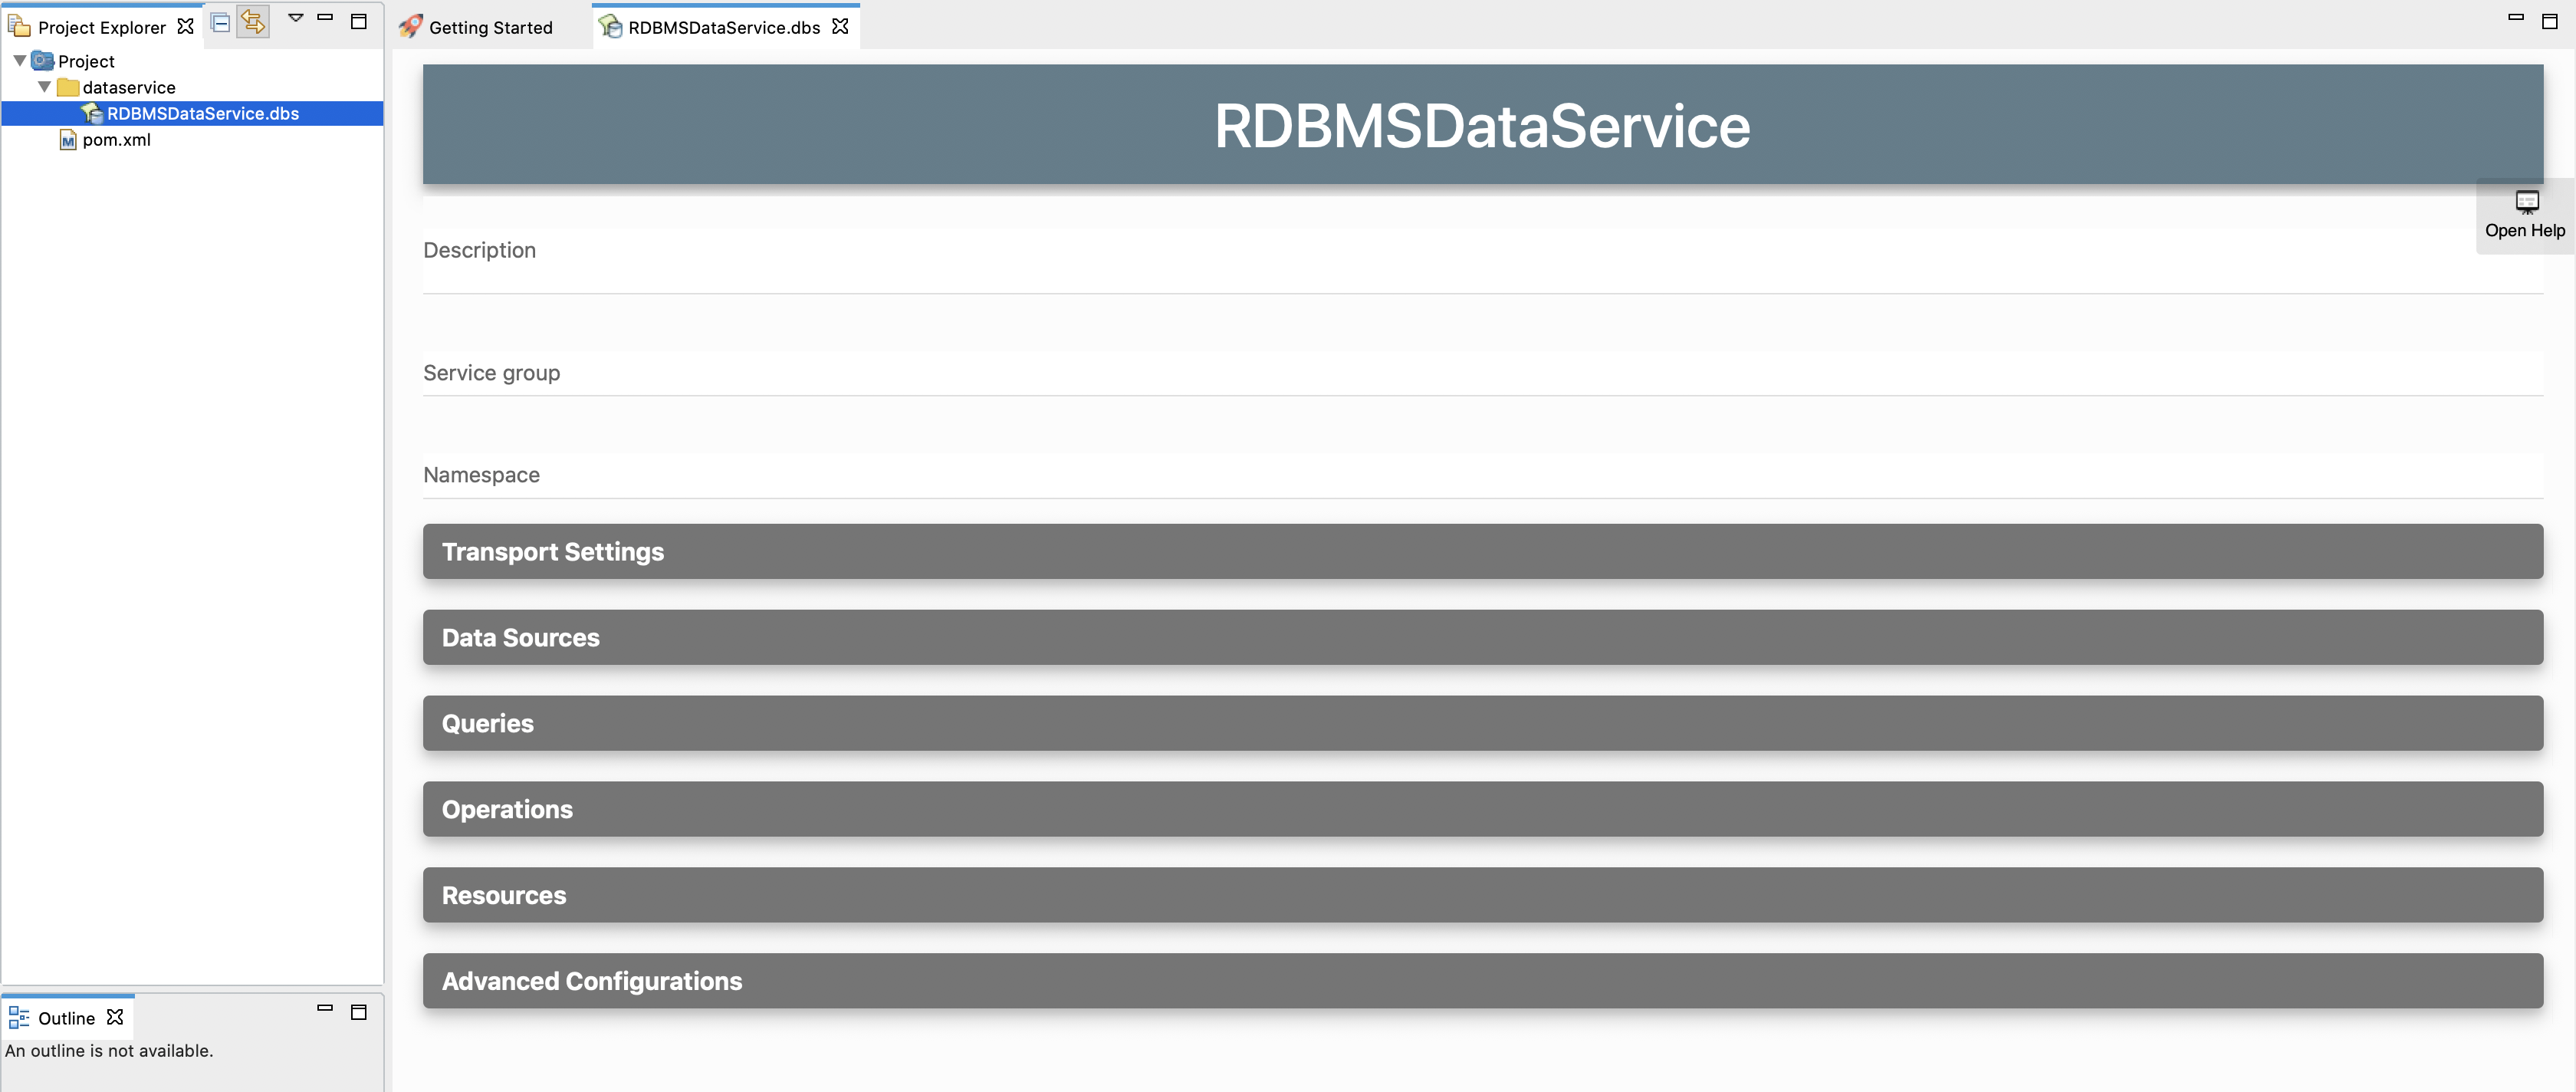 Project Explorer
Project
dataservice
RDBMSDataService.dbs
pom.xml
Outline
An outline is not available.
Getting Started
RDBMSDataService.dbs
RDBMSDataService
Open Help
Description
Service group
Namespace
Transport Settings
Data Sources
Queries
Operations
Resources
Advanced Configurations